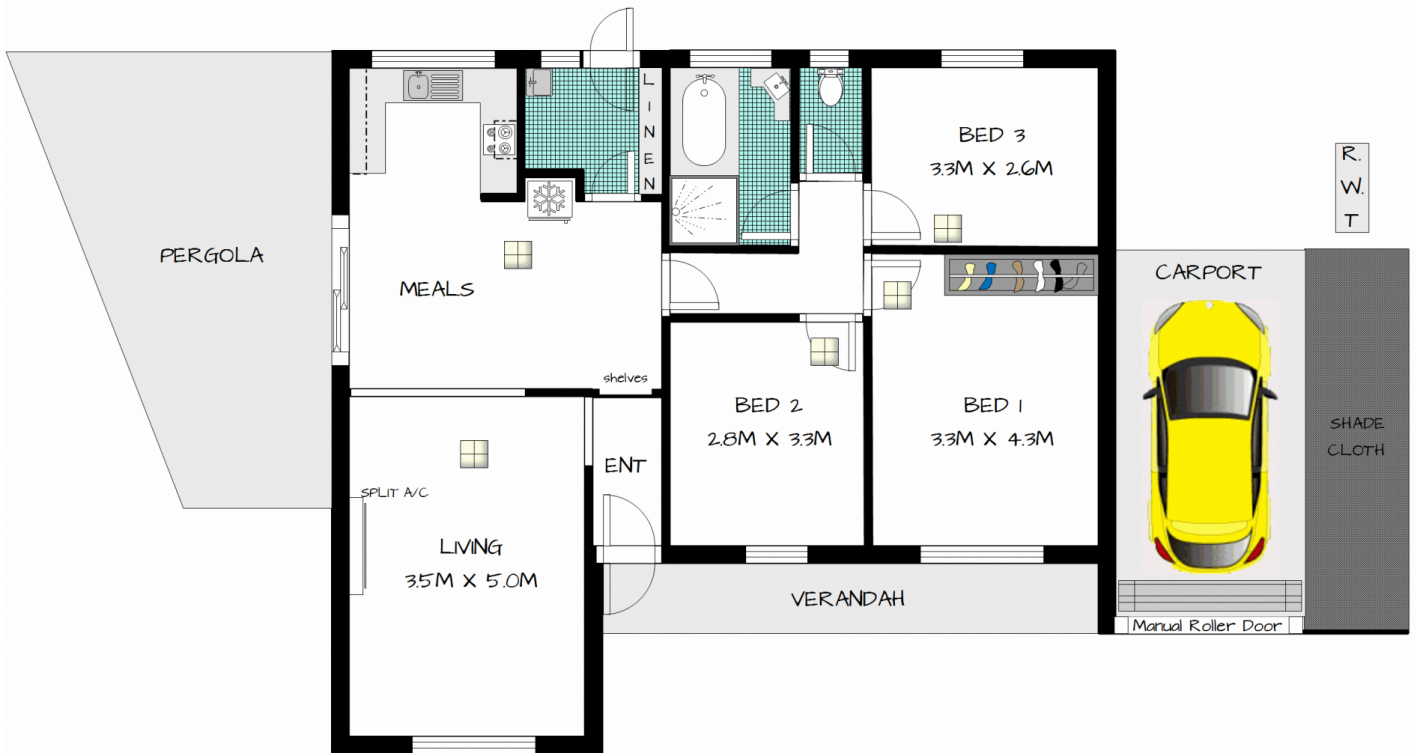 L
I
N
E
N
BED 3
3.3M X 2.6M
R.
W.
T
PERGOLA
MEALS
CARPORT
shelves
BED 2
2.8M X 3.3M
BED 1
3.3M X 4.3M
SHADE
CLOTH
ENT
SPLIT A/C
LIVING
3.5M X 5.0M
VERANDAH
Manual Roller Door